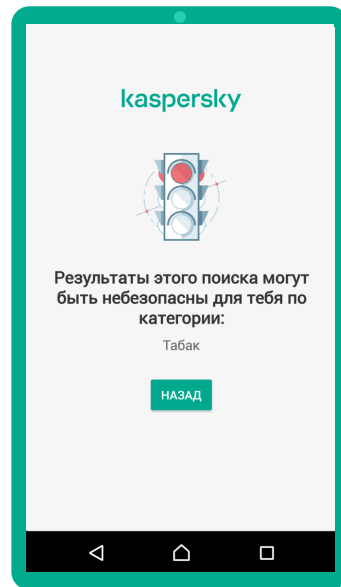 kaspersky
Результаты этого поиска могут
быть небезопасны для тебя по
категории:
Табак
НАЗАД